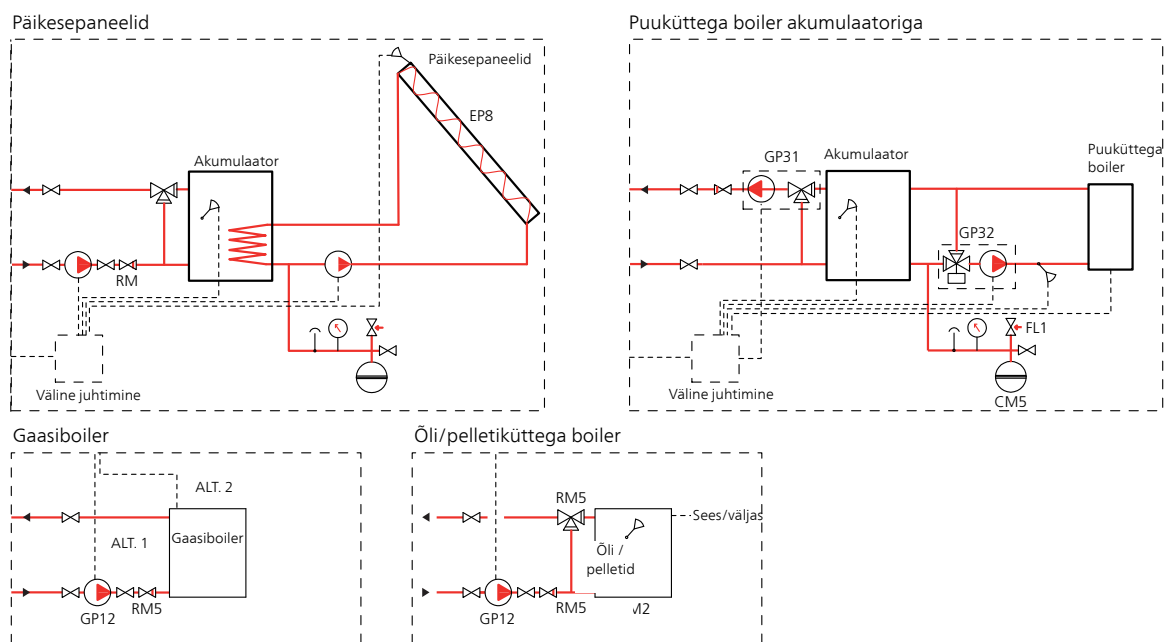 Päikesepaneelid
Päikesepaneelid
EP8
Akumulaator
RM
Väline juhtimine
Puuküttega boiler akumulaatoriga
GP31
Akumulaator
Puuküttega
boiler
GP32
FL1
CM5
Väline juhtimine
Gaasiboiler
ALT. 2
ALT. 1
Gaasiboiler
GP12
RM5
Õli/pelletiküttega boiler
RM5
Sees/väljas
Õli /
pelletid
GP12
RM5